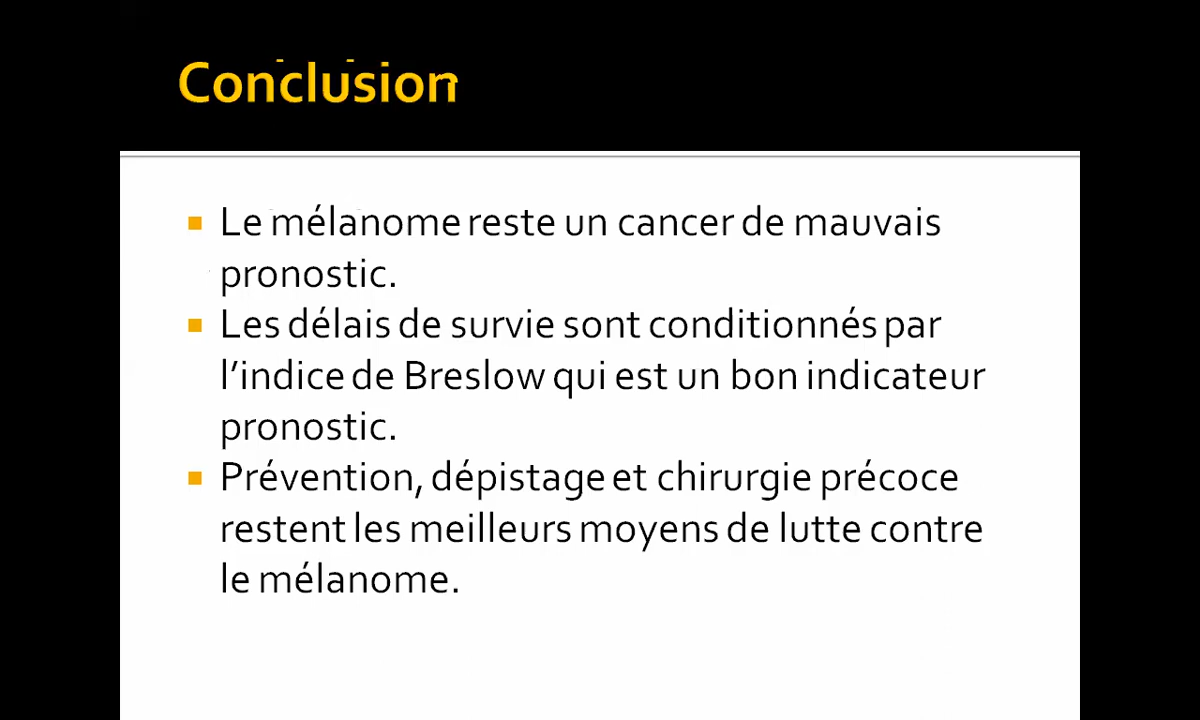 Conclusion
Le mélanome reste un cancer de mauvais
pronostic.
Les délais de survie sont conditionnés par
l'indice de Breslow qui est un bon indicateur
pronostic.
Prévention, dépistage et chirurgie précoce
restent les meilleurs moyens de lutte contre
le mélanome.